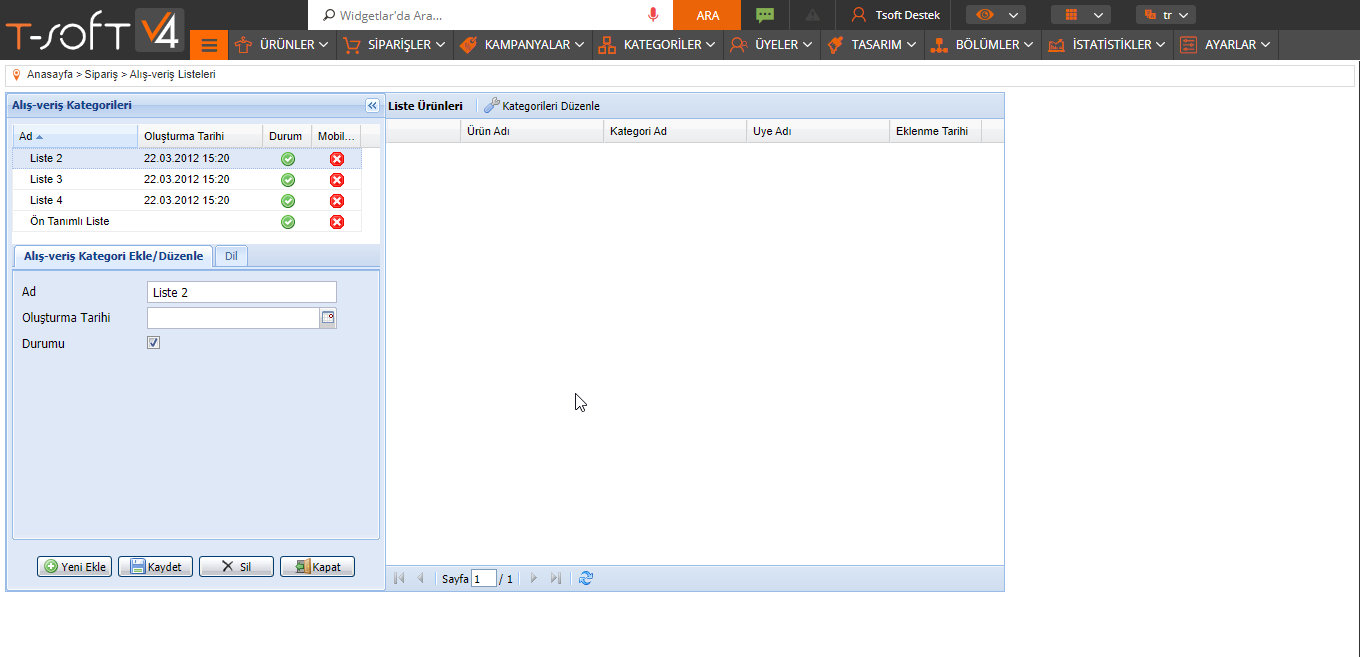 T-SOFT V4
Widgetlar'da Ara...
ARA
Tsoft Destek
tr
ÜRÜNLER
SİPARİŞLER
KAMPANYALAR
KATEGORİLER
ÜYELER
TASARIM
BÖLÜMLER
İSTATİSTİKLER
AYARLAR
Anasayfa > Sipariş > Alış-veriş Listeleri
Alış-veriş Kategorileri
Ad Oluşturma Tarihi Durum Mobil...
Liste 2 22.03.2012 15:20
Liste 3 22.03.2012 15:20
Liste 4 22.03.2012 15:20
Ön Tanımlı Liste
Alış-veriş Kategori Ekle/Düzenle Dil
Ad Liste 2
Oluşturma Tarihi
Durumu
Yeni Ekle Kaydet Sil Kapat
Liste Ürünleri Kategorileri Düzenle
Ürün Adı Kategori Ad Uye Adı Eklenme Tarihi
Sayfa 1 / 1